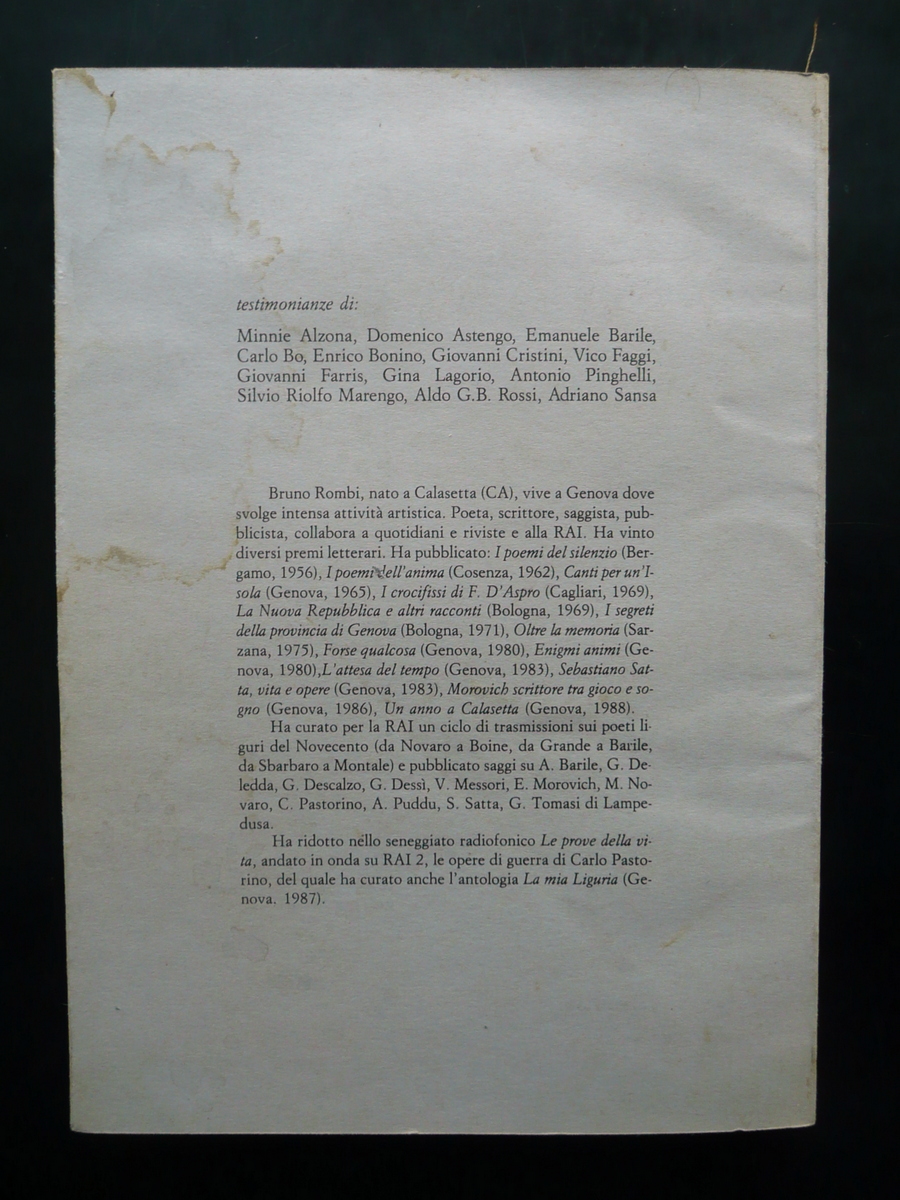 testimonianze di:
Minnie Alzona, Domenico Astengo, Emanuele Barile,
Carlo Bo, Enrico Bonino, Giovanni Cristini, Vico Faggi,
Giovanni Farris, Gina Lagorio, Antonio Pinghelli,
Silvio Riolfo Marengo, Aldo G.B. Rossi, Adriano Sansa
Bruno Rombi, nato a Calasetta (CA), vive a Genova dove
svolge intensa attività artistica. Poeta, scrittore, saggista, pub-
blicista, collabora a quotidiani e riviste e alla RAI. Ha vinto
diversi premi letterari. Ha pubblicato: I poemi del silenzio (Ber-
gamo, 1956), I poemi dell'anima (Cosenza, 1962), Canti per un'I-
sola (Genova, 1965), I crocifissi di F. D'Aspro (Cagliari, 1969),
La Nuova Repubblica e altri racconti (Bologna, 1969), I segreti
della provincia di Genova (Bologna, 1971), Oltre la memoria (Sar-
zana, 1975), Forse qualcosa (Genova, 1980), Enigmi animi (Ge-
nova, 1980),L'attesa del tempo (Genova, 1983), Sebastiano Sat-
ta, vita e opere (Genova, 1983), Morovich scrittore tra gioco e so-
gno (Genova, 1986), Un anno a Calasetta (Genova, 1988).
Ha curato per la RAI un ciclo di trasmissioni sui poeti li-
guri del Novecento (da Novaro a Boine, da Grande a Barile,
da Sbarbaro a Montale) e pubblicato saggi su A. Barile, G. De-
ledda, G. Descalzo, G. Dessì, V. Messori, E. Morovich, M. No-
varo, C. Pastorino, A. Puddu, S. Satta, G. Tomasi di Lampe-
dusa.
Ha ridotto nello seneggiato radiofonico Le prove della vi-
ta, andato in onda su RAI 2, le opere di guerra di Carlo Pasto-
rino, del quale ha curato anche l'antologia La mia Liguria (Ge-
nova. 1987).